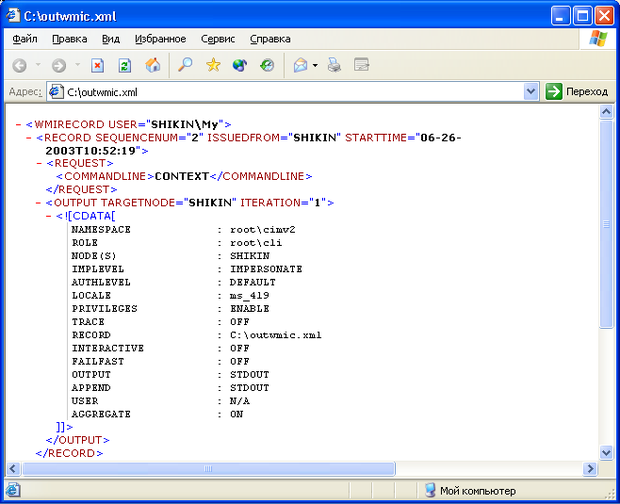 C:\outwmic.xml
Файл Правка Вид Избранное Сервис Справка
Адрес: C:\outwmic.xml Переход
- <WMIRECORD USER="SHIKIN\My">
- <RECORD SEQUENCENUM="2" ISSUEDFROM="SHIKIN" STARTTIME="06-26-
2003T10:52:19">
- <REQUEST>
<COMMANDLINE>CONTEXT</COMMANDLINE>
</REQUEST>
- <OUTPUT TARGETNODE="SHIKIN" ITERATION="1">
- <![CDATA[
NAMESPACE : root\cimv2
ROLE : root\cli
NODE(S) : SHIKIN
IMPLEVEL : IMPERSONATE
AUTHLEVEL : DEFAULT
LOCALE : ms_419
PRIVILEGES : ENABLE
TRACE : OFF
RECORD : C:\outwmic.xml
INTERACTIVE : OFF
FAILFAST : OFF
OUTPUT : STDOUT
APPEND : STDOUT
USER : N/A
AGGREGATE : ON
]]>
</OUTPUT>
</RECORD>
Мой компьютер